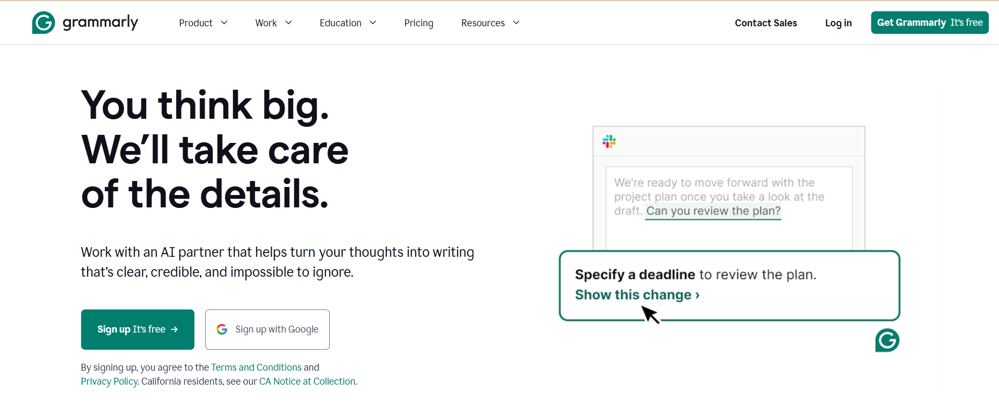 grammarly
Product
Work
Education
Pricing
Resources
Contact Sales
Log in
Get Grammarly It's free
You think big.
We'll take care
of the details.
Work with an AI partner that helps turn your thoughts into writing
that's clear, credible, and impossible to ignore.
Sign up It's free →
Sign up with Google
By signing up, you agree to the Terms and Conditions and
Privacy Policy. California residents, see our CA Notice at Collection.
We're ready to move forward with the
project plan once you take a look at the
draft. Can you review the plan?
Specify a deadline to review the plan.
Show this change ›